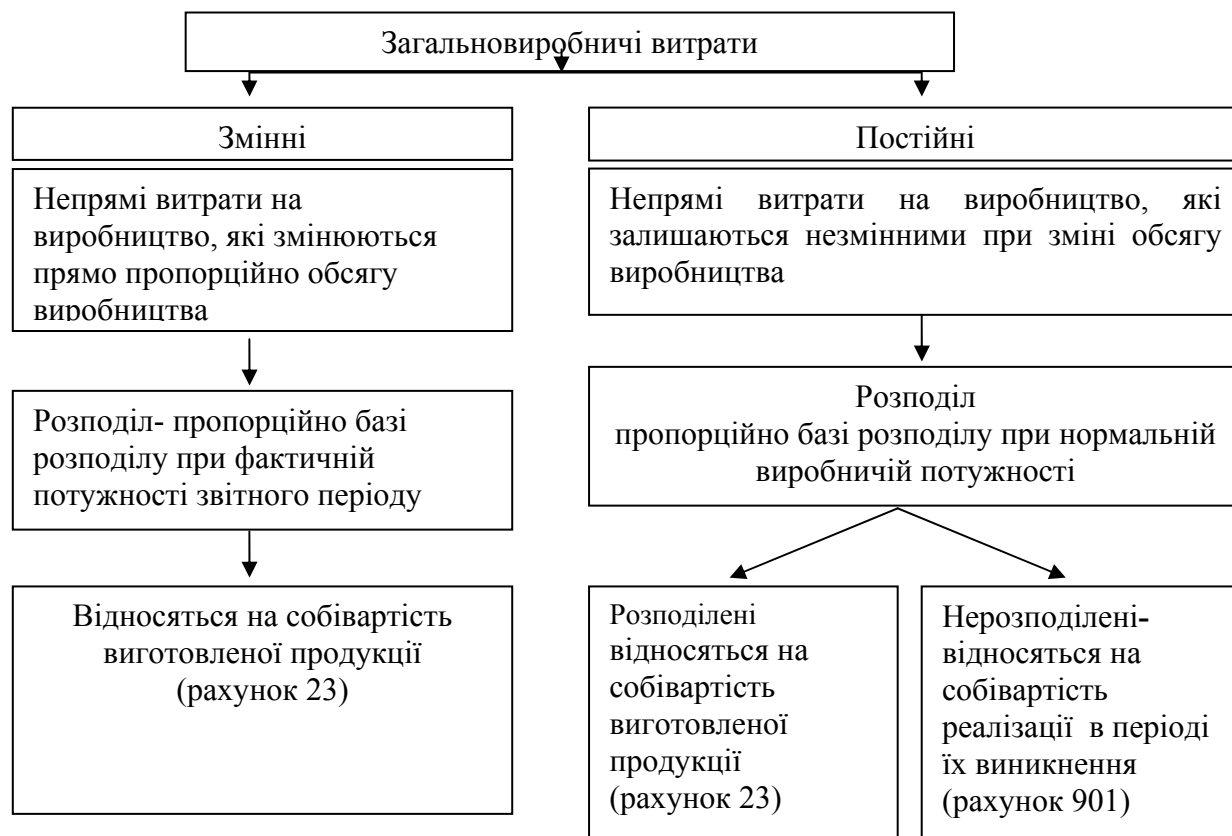 Загальновиробничі витрати
Змінні
Постійні
Непрямі витрати на
виробництво, які змінюються
прямо пропорційно обсягу
виробництва
Непрямі витрати на виробництво, які
залишаються незмінними при зміні обсягу
виробництва
Розподіл- пропорційно базі
розподілу при фактичній
потужності звітного періоду
Розподіл
пропорційно базі розподілу при нормальній
виробничій потужності
Відносяться на собівартість
виготовленої продукції
(рахунок 23)
Розподілені
відносяться на
собівартість
виготовленої
продукції
(рахунок 23)
Нерозподілені-
відносяться на
собівартість
реалізації в періоді
їх виникнення
(рахунок 901)